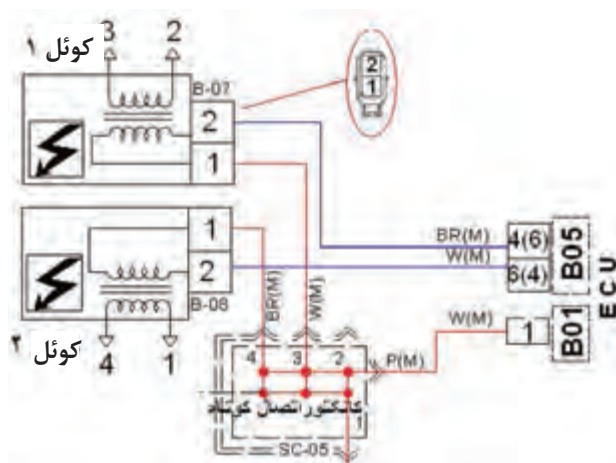 کوئل ۱
3 2
B-07
2
1
2
1
1
2
B-08
کوئل ۲
4 1
BR(M)
W(M)
4(6)
6(4)
B05
ECU
W(M)
1
B01
BR(M)
W(M)
P(M)
4 3 2
کانکتور اتصال کوتاه
1
SC-05